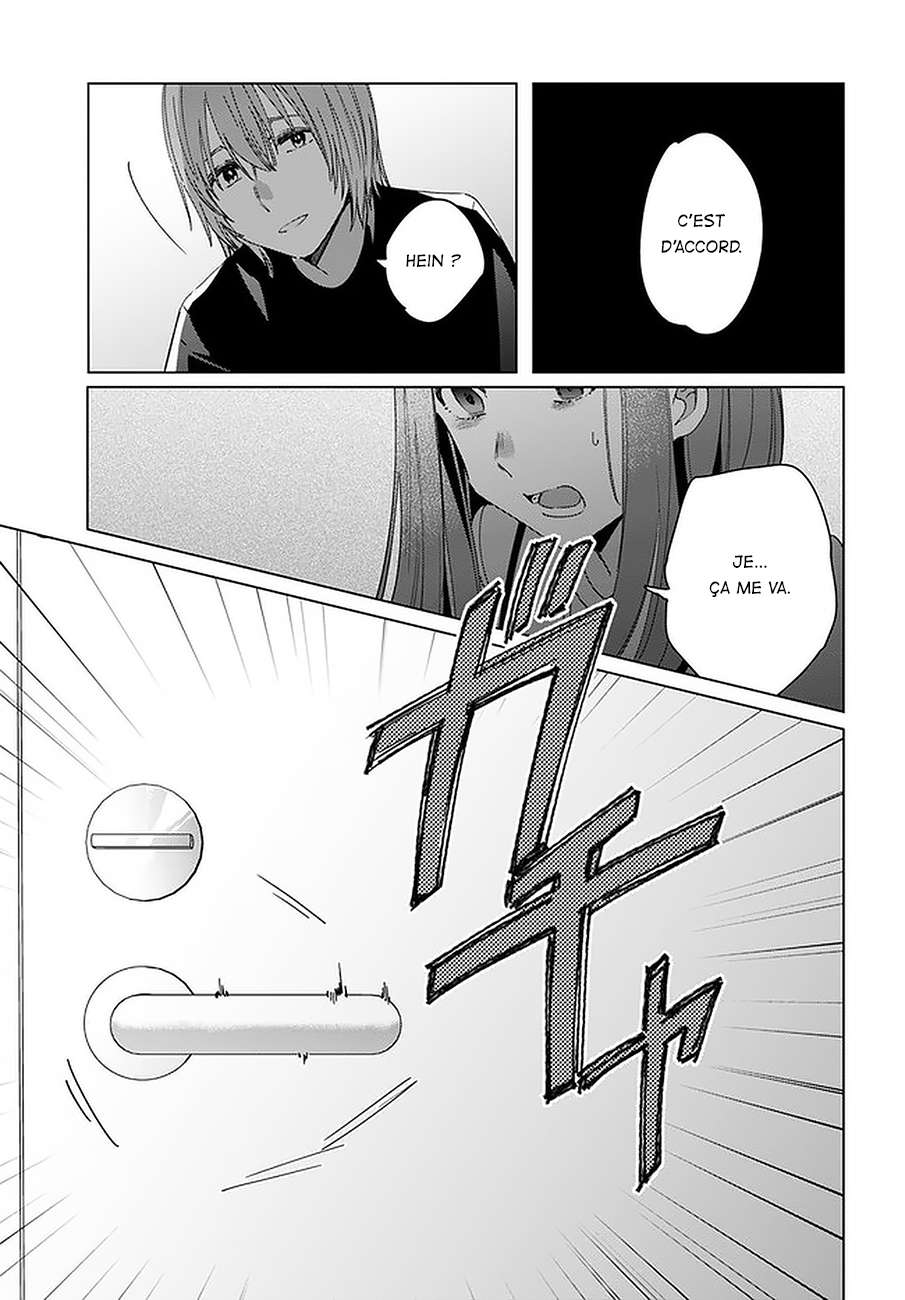 C'EST
D'ACCORD.
HEIN ?
JE...
ÇA ME VA.
ガチャ